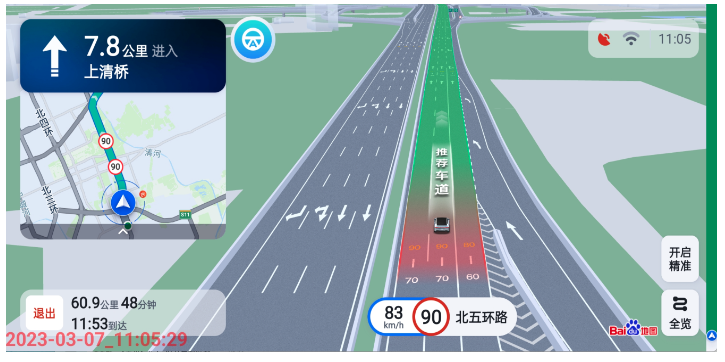 7.8公里 进入
上清桥
11:05
北四环
清河
90
90
北三环
S11
推荐车道
90 90 80
70 70 60
开启
精准
全览
退出
60.9公里 48分钟
11:53到达
83
km/h
90
北五环路
Bai地图
2023-03-07_11:05:29